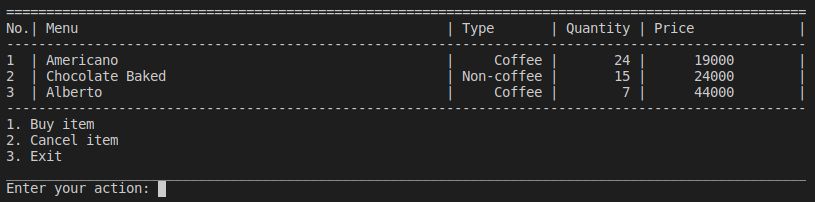 ====================================================================================================
No.| Menu                                              | Type       | Quantity | Price             |
----------------------------------------------------------------------------------------------------
1  | Americano                                         |     Coffee |       24 |      19000        |
2  | Chocolate Baked                                   | Non-coffee |       15 |      24000        |
3  | Alberto                                           |     Coffee |        7 |      44000        |
----------------------------------------------------------------------------------------------------
1. Buy item
2. Cancel item
3. Exit
____________________________________________________________________________________________________
Enter your action: